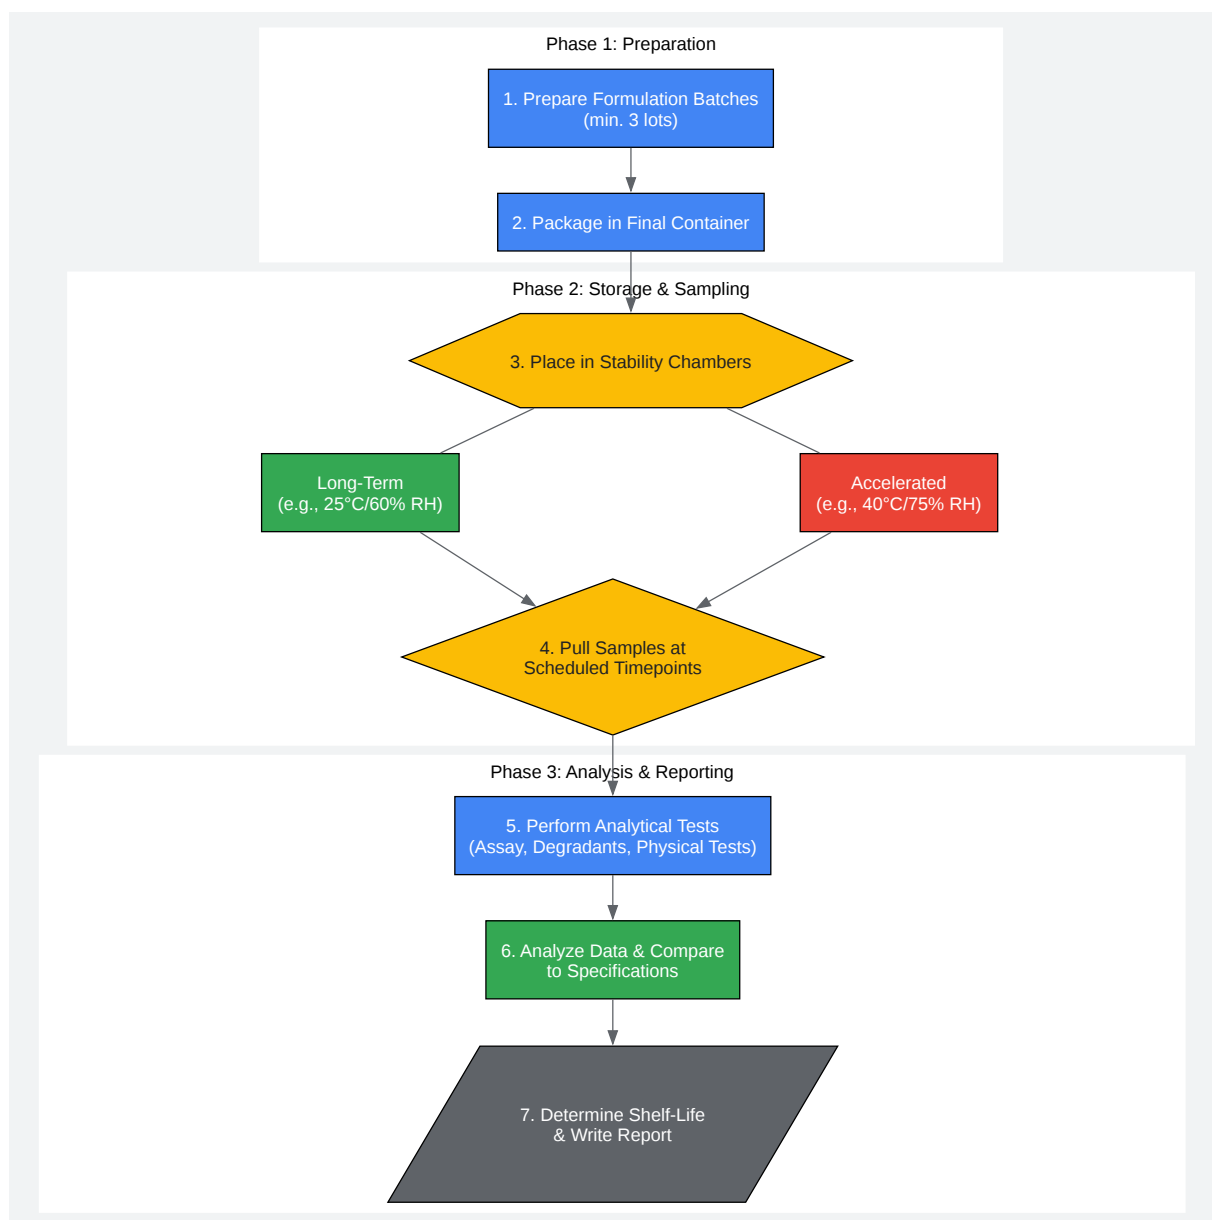 Phase 1: Preparation
1. Prepare Formulation Batches
(min. 3 lots)
2. Package in Final Container
Phase 2: Storage & Sampling
3. Place in Stability Chambers
Long-Term
(e.g., 25°C/60% RH)
Accelerated
(e.g., 40°C/75% RH)
4. Pull Samples at
Scheduled Timepoints
Phase 3: Analysis & Reporting
5. Perform Analytical Tests
(Assay, Degradants, Physical Tests)
6. Analyze Data & Compare
to Specifications
7. Determine Shelf-Life
& Write Report